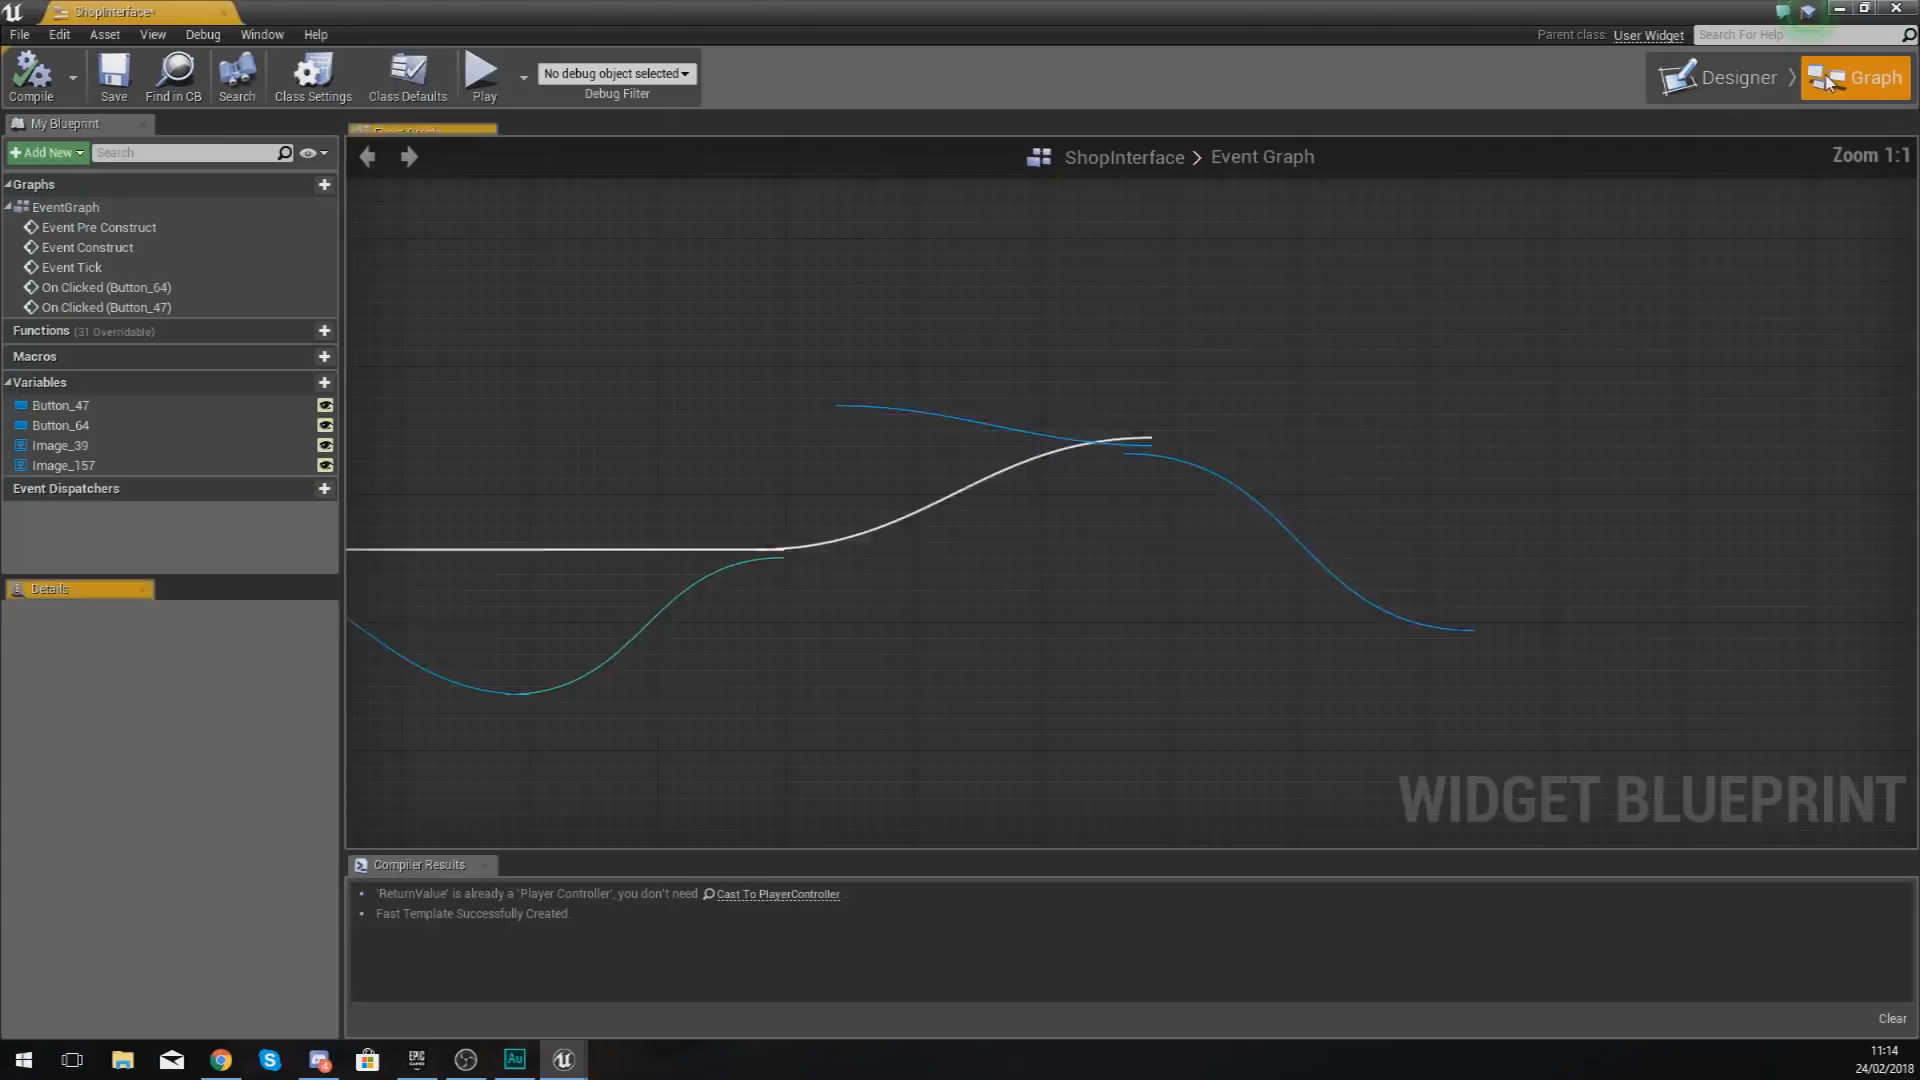 ShopInterface*
File Edit Asset View Debug Window Help
Parent class: User Widget
Search For Help
Compile
Save
Find in CB
Search
Class Settings
Class Defaults
Play
No debug object selected
Debug Filter
Designer
Graph
My Blueprint
Add New
Search
Graphs
EventGraph
Event Pre Construct
Event Construct
Event Tick
On Clicked (Button_64)
On Clicked (Button_47)
Functions (31 Overridable)
Macros
Variables
Button_47
Button_64
Image_39
Image_157
Event Dispatchers
Details
ShopInterface > Event Graph
Zoom 1:1
WIDGET BLUEPRINT
Compiler Results
'ReturnValue' is already a 'Player Controller', you don't need Cast To PlayerController .
Fast Template Successfully Created.
Clear
EPIC
GAMES
Au
4
11:14
24/02/2018